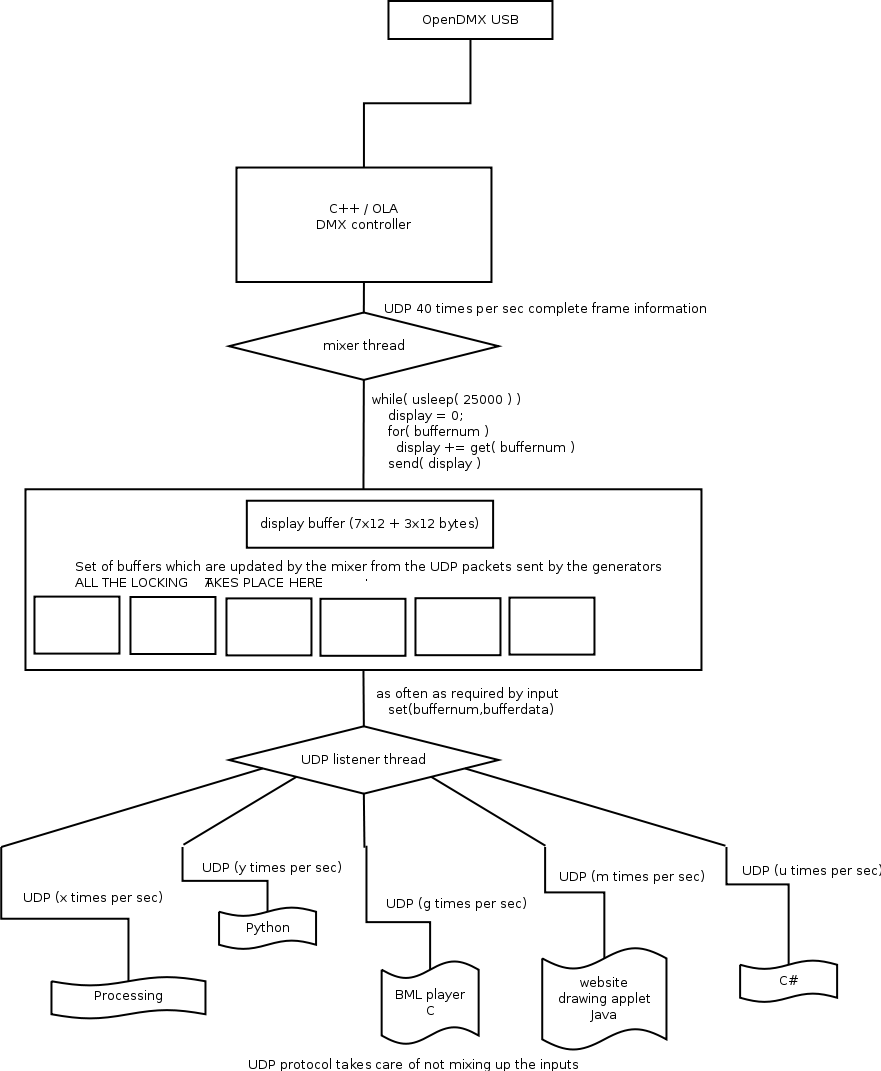 OpenDMX USB
C++ / OLA
DMX controller
UDP 40 times per sec complete frame information
mixer thread
while( usleep( 25000 ) )
display = 0;
for( buffernum )
display += get( buffernum )
send( display )
display buffer (7x12 + 3x12 bytes)
Set of buffers which are updated by the mixer from the UDP packets sent by the generators
ALL THE LOCKING TAKES PLACE HERE '
as often as required by input
set(buffernum,bufferdata)
UDP listener thread
UDP (x times per sec)
UDP (y times per sec)
UDP (g times per sec)
UDP (m times per sec)
UDP (u times per sec)
Processing
Python
BML player
C
website
drawing applet
Java
C#
UDP protocol takes care of not mixing up the inputs